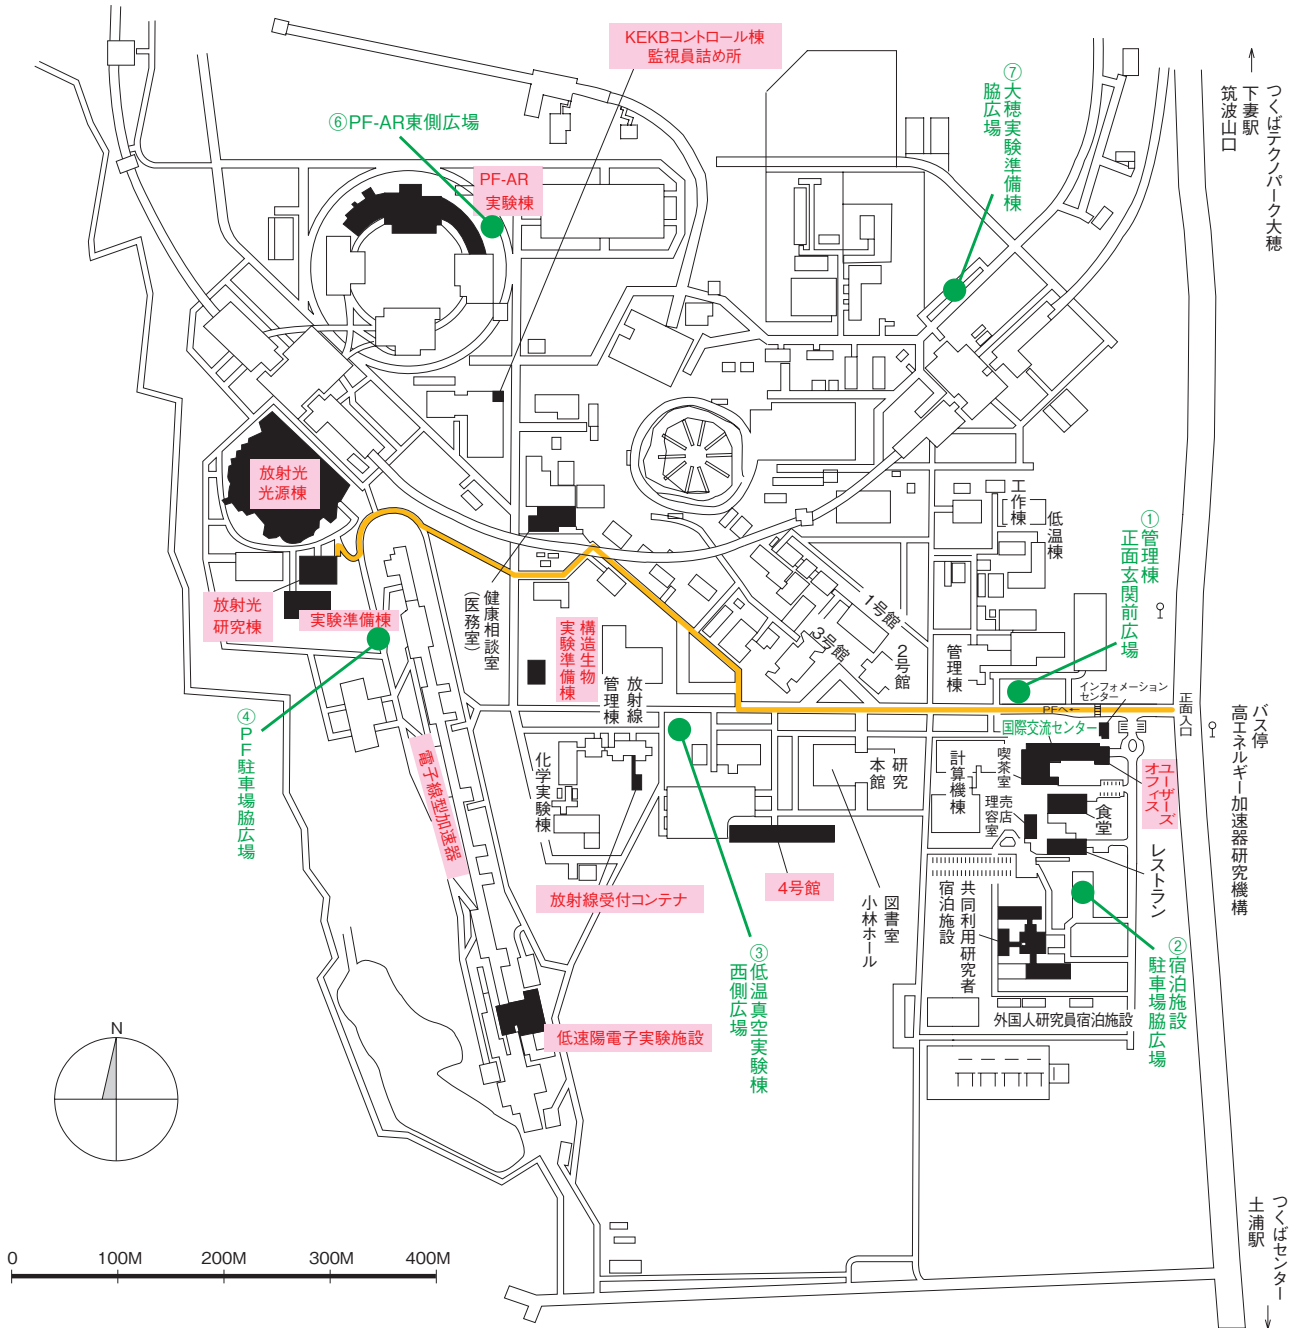 KEKBコントロール棟
監視員詰め所
⑥PF-AR東側広場
PF-AR
実験棟
⑦大穂実験準備棟
脇広場
つくばテクノパーク大穂
下妻駅
筑波山口
放射光
光源棟
放射光
研究棟
実験準備棟
健康相談室
(医務室)
構造生物
実験準備棟
放射線
管理棟
1号館
3号館
2号館
管理棟
工作棟
低温棟
①管理棟
正面玄関前広場
インフォメーション
センター
PFへ←
正面入口
バス停
高エネルギー加速器研究機構
国際交流センター
喫茶室
ユーザーズ
オフィス
計算機棟
売店
理容室
食堂
レストラン
研究
本館
④PF駐車場脇広場
電子線型加速器
化学実験棟
放射線受付コンテナ
4号館
図書室
小林ホール
共同利用研究者
宿泊施設
②宿泊施設
駐車場脇広場
③低温真空実験棟
西側広場
外国人研究員宿泊施設
低速陽電子実験施設
N
つくばセンター
土浦駅
0 100M 200M 300M 400M